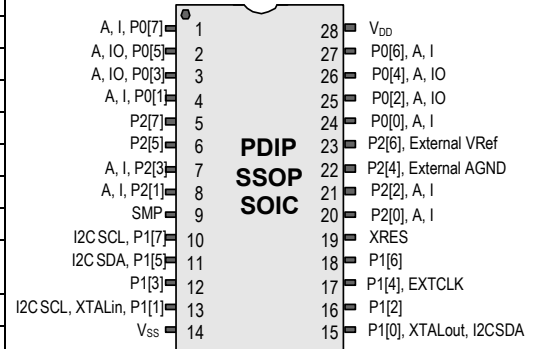 A, I, P0[7] 1 28 VDD
A, IO, P0[5] 2 27 P0[6], A, I
A, IO, P0[3] 3 26 P0[4], A, IO
A, I, P0[1] 4 25 P0[2], A, IO
P2[7] 5 24 P0[0], A, I
P2[5] 6 23 P2[6], External VRef
A, I, P2[3] 7 22 P2[4], External AGND
A, I, P2[1] 8 21 P2[2], A, I
SMP 9 20 P2[0], A, I
I2C SCL, P1[7] 10 19 XRES
I2C SDA, P1[5] 11 18 P1[6]
P1[3] 12 17 P1[4], EXTCLK
I2C SCL, XTALin, P1[1] 13 16 P1[2]
Vss 14 15 P1[0], XTALout, I2CSDA
PDIP
SSOP
SOIC